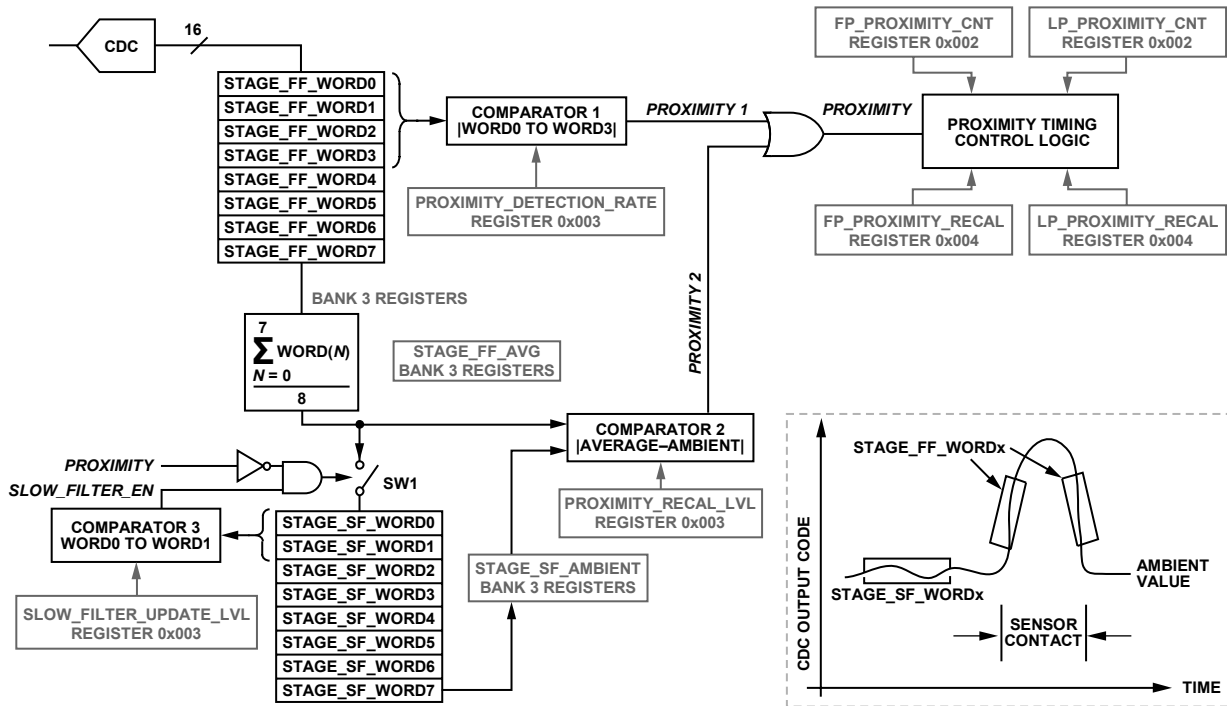 CDC
16
STAGE_FF_WORD0
STAGE_FF_WORD1
STAGE_FF_WORD2
STAGE_FF_WORD3
STAGE_FF_WORD4
STAGE_FF_WORD5
STAGE_FF_WORD6
STAGE_FF_WORD7
COMPARATOR 1
|WORD0 TO WORD3|
PROXIMITY_DETECTION_RATE
REGISTER 0x003
PROXIMITY 1
PROXIMITY
FP_PROXIMITY_CNT
REGISTER 0x002
LP_PROXIMITY_CNT
REGISTER 0x002
PROXIMITY TIMING
CONTROL LOGIC
FP_PROXIMITY_RECAL
REGISTER 0x004
LP_PROXIMITY_RECAL
REGISTER 0x004
BANK 3 REGISTERS
7
Σ WORD(N)
N = 0
8
STAGE_FF_AVG
BANK 3 REGISTERS
PROXIMITY 2
COMPARATOR 2
|AVERAGE–AMBIENT|
PROXIMITY_RECAL_LVL
REGISTER 0x003
PROXIMITY
SLOW_FILTER_EN
SW1
COMPARATOR 3
WORD0 TO WORD1
SLOW_FILTER_UPDATE_LVL
REGISTER 0x003
STAGE_SF_WORD0
STAGE_SF_WORD1
STAGE_SF_WORD2
STAGE_SF_WORD3
STAGE_SF_WORD4
STAGE_SF_WORD5
STAGE_SF_WORD6
STAGE_SF_WORD7
STAGE_SF_AMBIENT
BANK 3 REGISTERS
CDC OUTPUT CODE
STAGE_FF_WORDx
STAGE_SF_WORDx
AMBIENT
VALUE
SENSOR
CONTACT
TIME